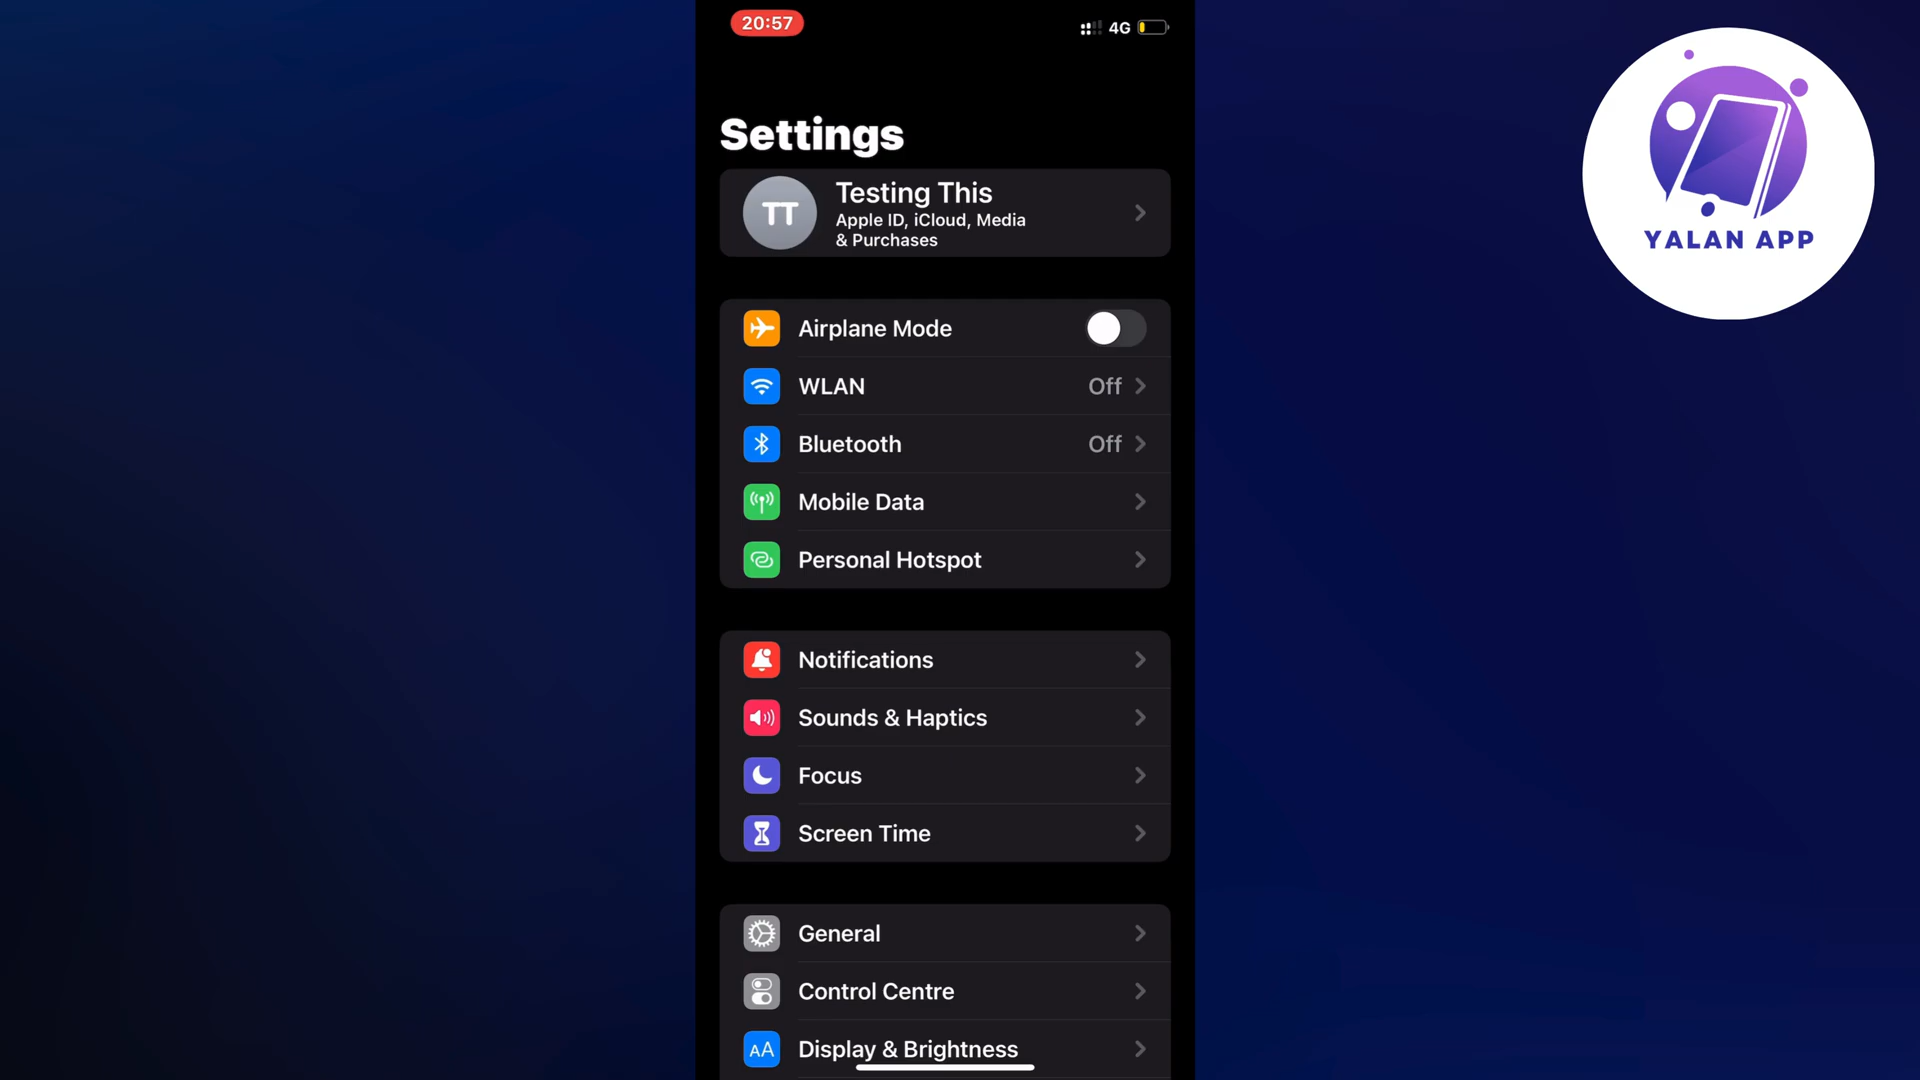 20:57
4G
YALAN APP
Settings
TT
Testing This
Apple ID, iCloud, Media
& Purchases
Airplane Mode
WLAN Off
Bluetooth Off
Mobile Data
Personal Hotspot
Notifications
Sounds & Haptics
Focus
Screen Time
General
Control Centre
AA Display & Brightness